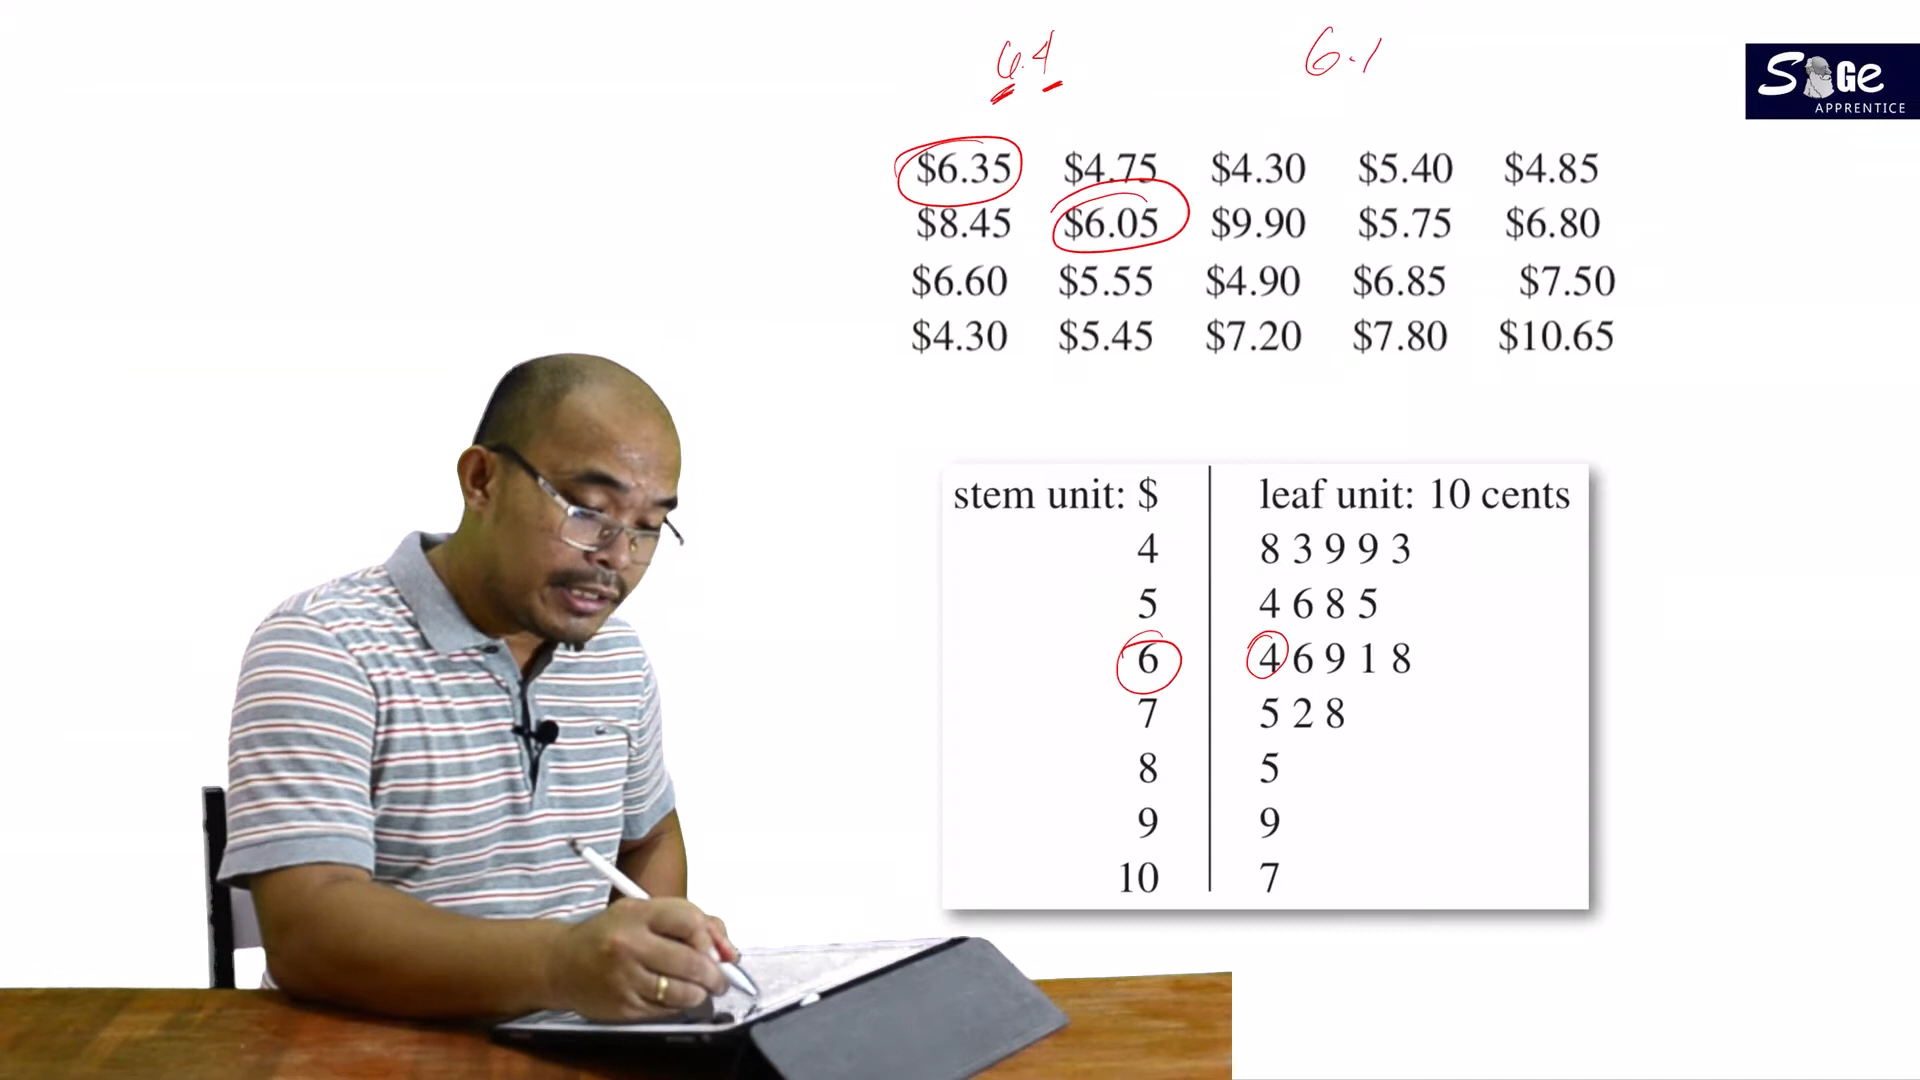 6.4 6.1
SAGE
APPRENTICE
$6.35 $4.75 $4.30 $5.40 $4.85
$8.45 $6.05 $9.90 $5.75 $6.80
$6.60 $5.55 $4.90 $6.85 $7.50
$4.30 $5.45 $7.20 $7.80 $10.65
stem unit: $ leaf unit: 10 cents
4 8 3 9 9 3
5 4 6 8 5
6 4 6 9 1 8
7 5 2 8
8 5
9 9
10 7